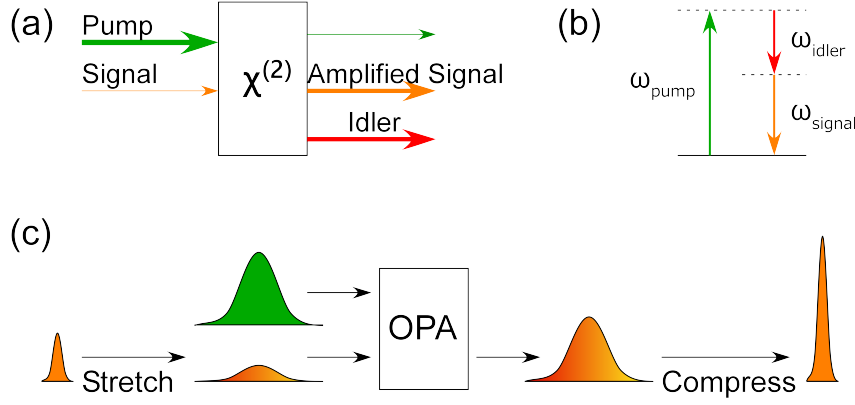 (a)
Pump
Signal
χ(2)
Amplified Signal
Idler
(b)
ωpump
ωidler
ωsignal
(c)
Stretch
OPA
Compress